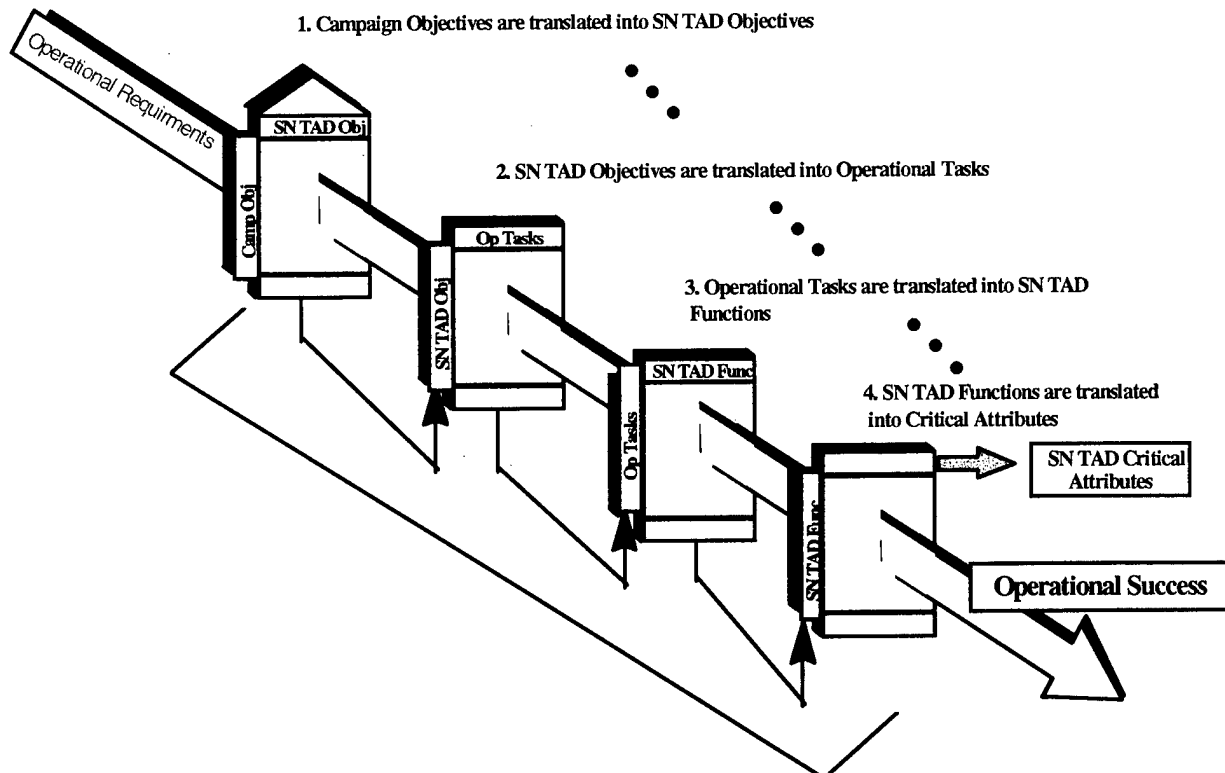 1. Campaign Objectives are translated into SN TAD Objectives
Operational Requirments
SN TAD Obj
Camp Obj
2. SN TAD Objectives are translated into Operational Tasks
Op Tasks
SN TAD Obj
3. Operational Tasks are translated into SN TAD
Functions
SN TAD Func
Op Tasks
4. SN TAD Functions are translated
into Critical Attributes
SN TAD Critical
Attributes
SN TAD Func
Operational Success